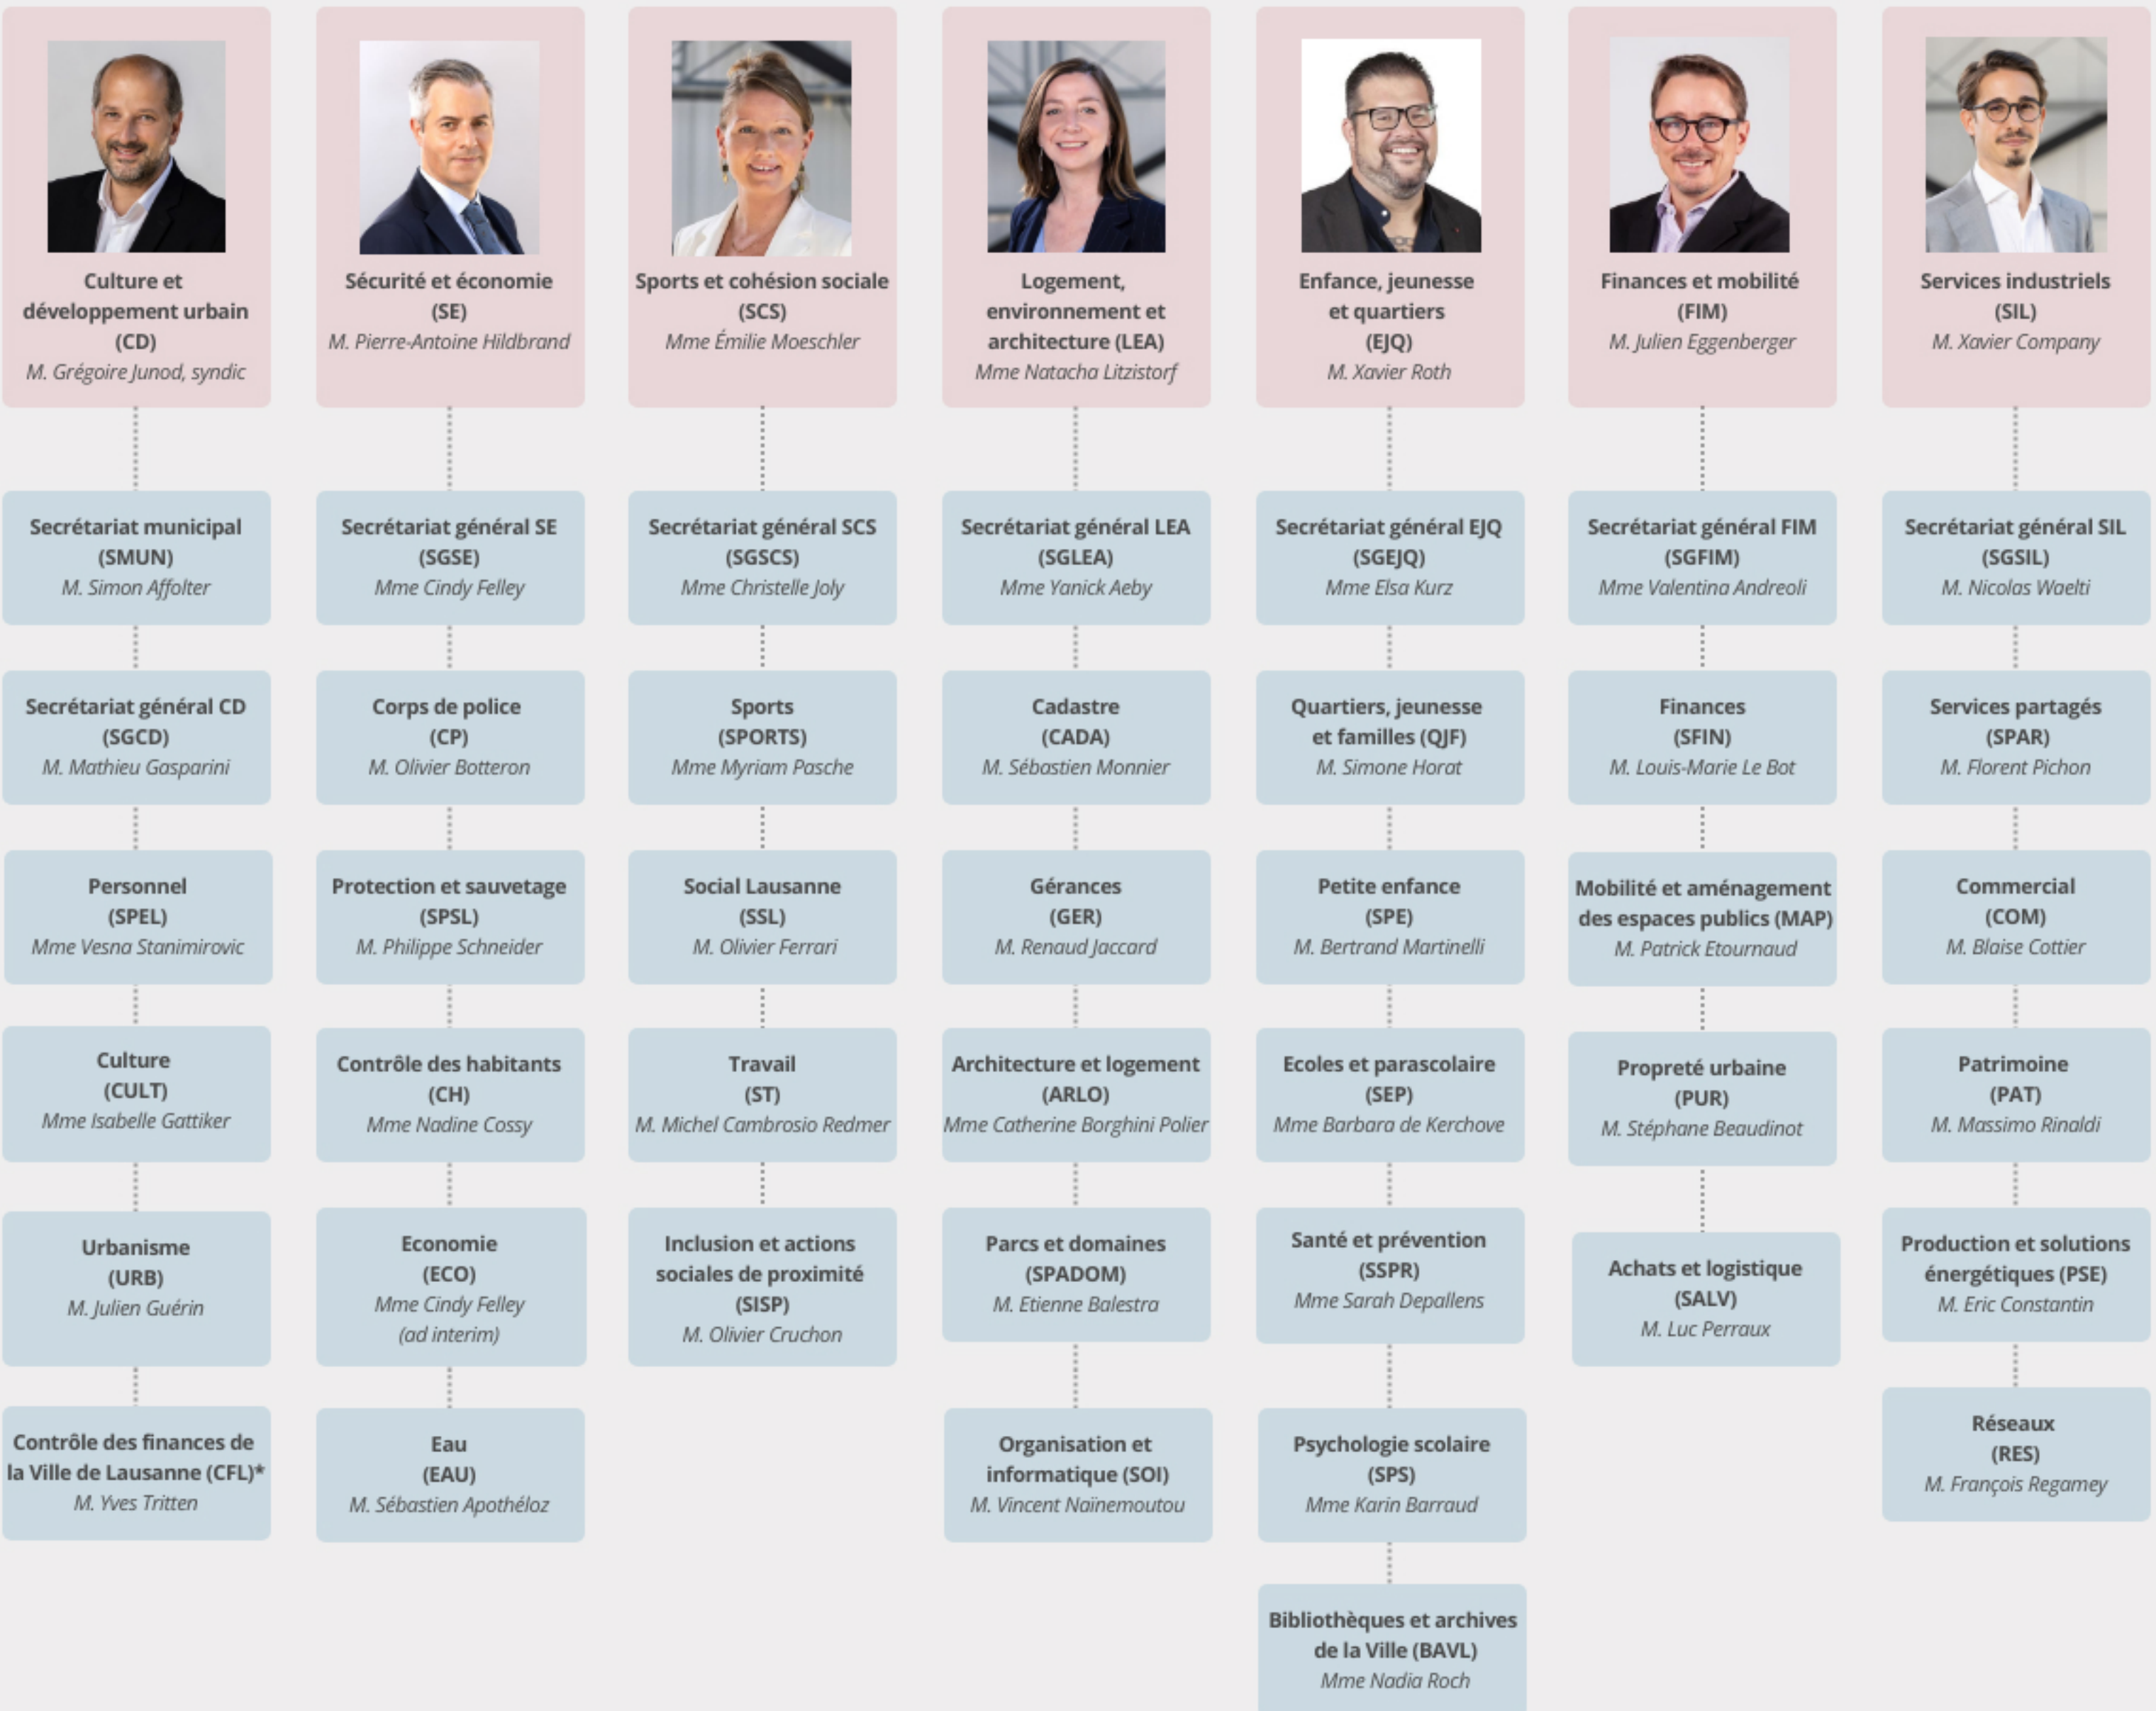 Culture et
développement urbain
(CD)
M. Grégoire Junod, syndic
Secrétariat municipal
(SMUN)
M. Simon Affolter
Secrétariat général CD
(SGCD)
M. Mathieu Gasparini
Personnel
(SPEL)
Mme Vesna Stanimirovic
Culture
(CULT)
Mme Isabelle Gattiker
Urbanisme
(URB)
M. Julien Guérin
Contrôle des finances de
la Ville de Lausanne (CFL)*
M. Yves Tritten
Sécurité et économie
(SE)
M. Pierre-Antoine Hildbrand
Secrétariat général SE
(SGSE)
Mme Cindy Felley
Corps de police
(CP)
M. Olivier Botteron
Protection et sauvetage
(SPSL)
M. Philippe Schneider
Contrôle des habitants
(CH)
Mme Nadine Cossy
Economie
(ECO)
Mme Cindy Felley
(ad interim)
Eau
(EAU)
M. Sébastien Apothéloz
Sports et cohésion sociale
(SCS)
Mme Émilie Moeschler
Secrétariat général SCS
(SGSCS)
Mme Christelle Joly
Sports
(SPORTS)
Mme Myriam Pasche
Social Lausanne
(SSL)
M. Olivier Ferrari
Travail
(ST)
M. Michel Cambrosio Redmer
Inclusion et actions
sociales de proximité
(SISP)
M. Olivier Cruchon
Logement,
environnement et
architecture (LEA)
Mme Natacha Litzistorf
Secrétariat général LEA
(SGLEA)
Mme Yanick Aeby
Cadastre
(CADA)
M. Sébastien Monnier
Gérances
(GER)
M. Renaud Jaccard
Architecture et logement
(ARLO)
Mme Catherine Borghini Polier
Parcs et domaines
(SPADOM)
M. Etienne Balestra
Organisation et
informatique (SOI)
M. Vincent Naïnemoutou
Enfance, jeunesse
et quartiers
(EJQ)
M. Xavier Roth
Secrétariat général EJQ
(SGEJQ)
Mme Elsa Kurz
Quartiers, jeunesse
et familles (QJF)
M. Simone Horat
Petite enfance
(SPE)
M. Bertrand Martinelli
Ecoles et parascolaire
(SEP)
Mme Barbara de Kerchove
Santé et prévention
(SSPR)
Mme Sarah Depallens
Psychologie scolaire
(SPS)
Mme Karin Barraud
Bibliothèques et archives
de la Ville (BAVL)
Mme Nadia Roch
Finances et mobilité
(FIM)
M. Julien Eggenberger
Secrétariat général FIM
(SGFIM)
Mme Valentina Andreoli
Finances
(SFIN)
M. Louis-Marie Le Bot
Mobilité et aménagement
des espaces publics (MAP)
M. Patrick Etournaud
Propreté urbaine
(PUR)
M. Stéphane Beaudinot
Achats et logistique
(SALV)
M. Luc Perraux
Services industriels
(SIL)
M. Xavier Company
Secrétariat général SIL
(SGSIL)
M. Nicolas Waelti
Services partagés
(SPAR)
M. Florent Pichon
Commercial
(COM)
M. Blaise Cottier
Patrimoine
(PAT)
M. Massimo Rinaldi
Production et solutions
énergétiques (PSE)
M. Eric Constantin
Réseaux
(RES)
M. François Regamey